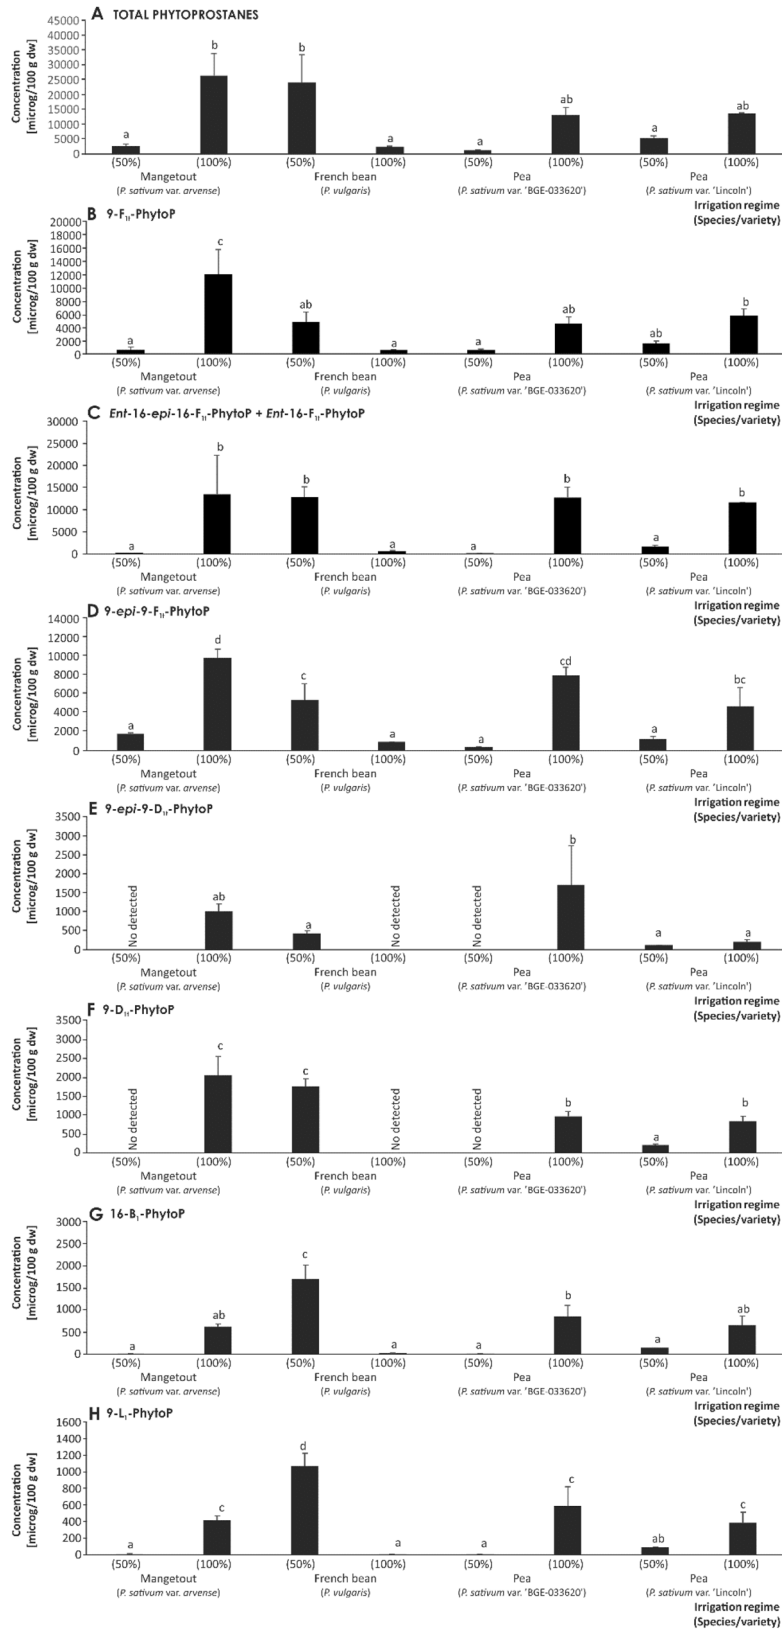 A TOTAL PHYTOPROSTANES
Concentration
[microg/100 g dw]
45000
40000
35000
30000
25000
20000
15000
10000
5000
0
a b b a a ab a ab
(50%) (100%) (50%) (100%) (50%) (100%) (50%) (100%)
Mangetout French bean Pea Pea
(P. sativum var. arvense) (P. vulgaris) (P. sativum var. 'BGE-033620') (P. sativum var. 'Lincoln')
Irrigation regime
(Species/variety)
B 9-F1t-PhytoP
Concentration
[microg/100 g dw]
20000
18000
16000
14000
12000
10000
8000
6000
4000
2000
0
a c ab a a ab ab b
(50%) (100%) (50%) (100%) (50%) (100%) (50%) (100%)
Mangetout French bean Pea Pea
(P. sativum var. arvense) (P. vulgaris) (P. sativum var. 'BGE-033620') (P. sativum var. 'Lincoln')
Irrigation regime
(Species/variety)
C Ent-16-epi-16-F1t-PhytoP + Ent-16-F1t-PhytoP
Concentration
[microg/100 g dw]
30000
25000
20000
15000
10000
5000
0
a b b a a b a b
(50%) (100%) (50%) (100%) (50%) (100%) (50%) (100%)
Mangetout French bean Pea Pea
(P. sativum var. arvense) (P. vulgaris) (P. sativum var. 'BGE-033620') (P. sativum var. 'Lincoln')
Irrigation regime
(Species/variety)
D 9-epi-9-F1t-PhytoP
Concentration
[microg/100 g dw]
14000
12000
10000
8000
6000
4000
2000
0
a d c a a cd a bc
(50%) (100%) (50%) (100%) (50%) (100%) (50%) (100%)
Mangetout French bean Pea Pea
(P. sativum var. arvense) (P. vulgaris) (P. sativum var. 'BGE-033620') (P. sativum var. 'Lincoln')
Irrigation regime
(Species/variety)
E 9-epi-9-D1t-PhytoP
Concentration
[microg/100 g dw]
3500
3000
2500
2000
1500
1000
500
0
No detected ab a No detected No detected b a a
(50%) (100%) (50%) (100%) (50%) (100%) (50%) (100%)
Mangetout French bean Pea Pea
(P. sativum var. arvense) (P. vulgaris) (P. sativum var. 'BGE-033620') (P. sativum var. 'Lincoln')
Irrigation regime
(Species/variety)
F 9-D1t-PhytoP
Concentration
[microg/100 g dw]
3500
3000
2500
2000
1500
1000
500
0
No detected c c No detected No detected b a b
(50%) (100%) (50%) (100%) (50%) (100%) (50%) (100%)
Mangetout French bean Pea Pea
(P. sativum var. arvense) (P. vulgaris) (P. sativum var. 'BGE-033620') (P. sativum var. 'Lincoln')
Irrigation regime
(Species/variety)
G 16-B1-PhytoP
Concentration
[microg/100 g dw]
3000
2500
2000
1500
1000
500
0
a ab c a a b a ab
(50%) (100%) (50%) (100%) (50%) (100%) (50%) (100%)
Mangetout French bean Pea Pea
(P. sativum var. arvense) (P. vulgaris) (P. sativum var. 'BGE-033620') (P. sativum var. 'Lincoln')
Irrigation regime
(Species/variety)
H 9-L1-PhytoP
Concentration
[microg/100 g dw]
1600
1400
1200
1000
800
600
400
200
0
a c d a a c ab c
(50%) (100%) (50%) (100%) (50%) (100%) (50%) (100%)
Mangetout French bean Pea Pea
(P. sativum var. arvense) (P. vulgaris) (P. sativum var. 'BGE-033620') (P. sativum var. 'Lincoln')
Irrigation regime
(Species/variety)